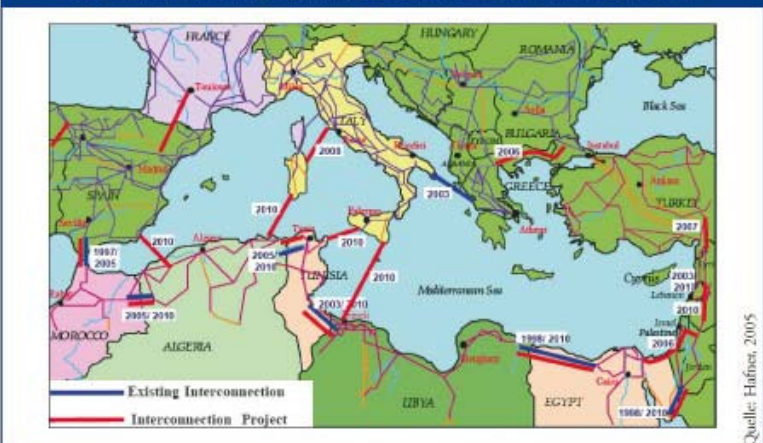 FRANCE
HUNGARY
ROMANIA
Toulouse
Black Sea
ITALY
Sofia
BULGARIA
Istanbul
2008
Brindisi
2006
Madrid
Ankara
SPAIN
GREECE
TURKEY
2003
Sevilla
2010
Palermo
Athens
2007
Algiers
Tunis
2010
2010
1997/
2005
2005/
2010
TUNISIA
2010
Cyprus
2003/
Lebanon
2010
Rabat
Mediterranean Sea
2003/ 2010
Israel
Palestine
2005/ 2010
1998/ 2010
2006
MOROCCO
ALGERIA
Jordan
Cairo
Existing Interconnection
LIBYA
EGYPT
1998/ 2010
Interconnection Project
Quelle: Hafner, 2005